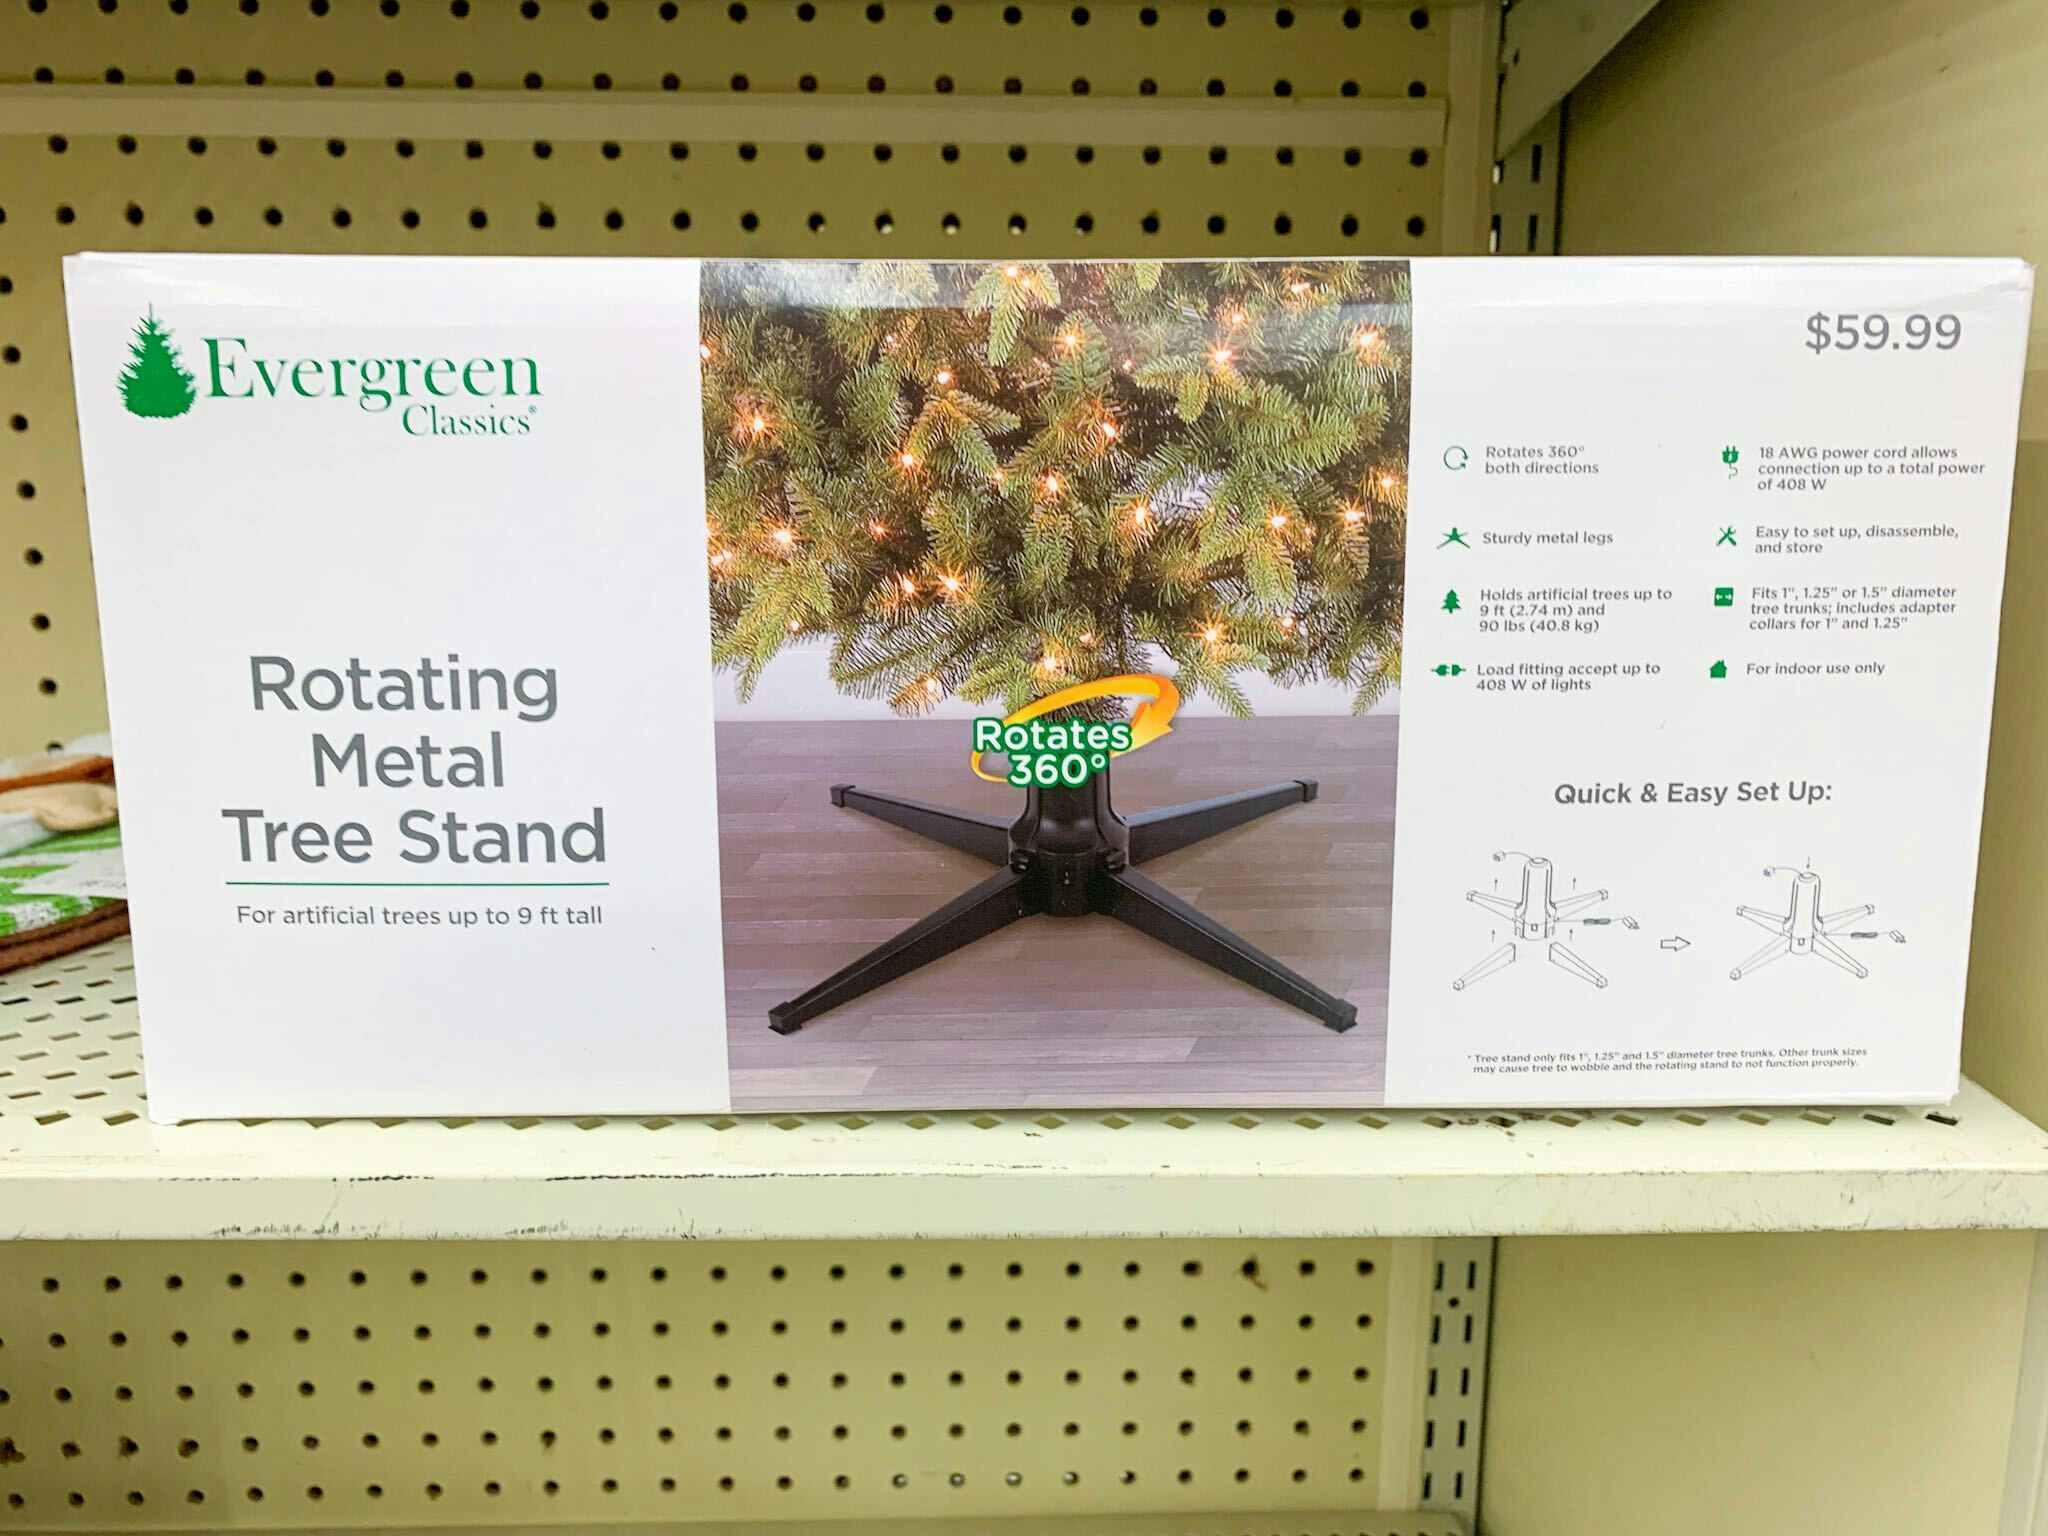 Evergreen
Classics®
Rotating
Metal
Tree Stand
For artificial trees up to 9 ft tall
Rotates
360°
$59.99
Rotates 360°
both directions
Sturdy metal legs
Holds artificial trees up to
9 ft (2.74 m) and
90 lbs (40.8 kg)
Load fitting accept up to
408 W of lights
18 AWG power cord allows
connection up to a total power
of 408 W
Easy to set up, disassemble,
and store
Fits 1", 1.25" or 1.5" diameter
tree trunks; includes adapter
collars for 1" and 1.25"
For indoor use only
Quick & Easy Set Up:
* Tree stand only fits 1", 1.25" and 1.5" diameter tree trunks. Other trunk sizes
may cause tree to wobble and the rotating stand to not function properly.